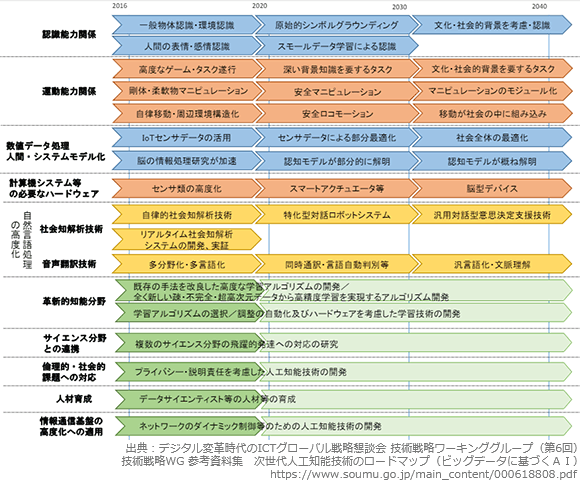 2016 2020 2030 2040
認識能力関係
一般物体認識・環境認識 原始的シンボルグラウンディング 文化・社会的背景を考慮・認識
人間の表情・感情認識 スモールデータ学習による認識
運動能力関係
高度なゲーム・タスク遂行 深い背景知識を要するタスク 文化・社会的背景を要するタスク
剛体・柔軟物マニピュレーション 安全マニピュレーション マニピュレーションのモジュール化
自律移動・周辺環境構造化 安全ロコモーション 移動が社会の中に組み込み
数値データ処理
人間・システムモデル化
IoTセンサデータの活用 センサデータによる部分最適化 社会全体の最適化
脳の情報処理研究が加速 認知モデルが部分的に解明 認知モデルが概ね解明
計算機システム等
の必要なハードウェア
センサ類の高度化 スマートアクチュエータ等 脳型デバイス
自然言語処理
の高度化
社会知解析技術
自律的社会知解析技術 特化型対話ロボットシステム 汎用対話型意思決定支援技術
リアルタイム社会知解析
システムの開発、実証
音声翻訳技術
多分野化・多言語化 同時通訳・言語自動判別等 汎言語化・文脈理解
革新的知能分野
既存の手法を改良した高度な学習アルゴリズムの開発／
全く新しい疎・不完全・超高次元データから高精度学習を実現するアルゴリズム開発
学習アルゴリズムの選択／調整の自動化及びハードウェアを考慮した学習技術の開発
サイエンス分野
との連携
複数のサイエンス分野の飛躍的発達への対応の研究
倫理的・社会的
課題への対応
プライバシー・説明責任を考慮した人工知能技術の開発
人材育成
データサイエンティスト等の人材等の育成
情報通信基盤の
高度化への適用
ネットワークのダイナミック制御等のための人工知能技術の開発
出典：デジタル変革時代のICTグローバル戦略懇談会 技術戦略ワーキンググループ（第6回）
技術戦略WG 参考資料集　次世代人工知能技術のロードマップ（ビッグデータに基づくＡＩ）
https://www.soumu.go.jp/main_content/000618808.pdf